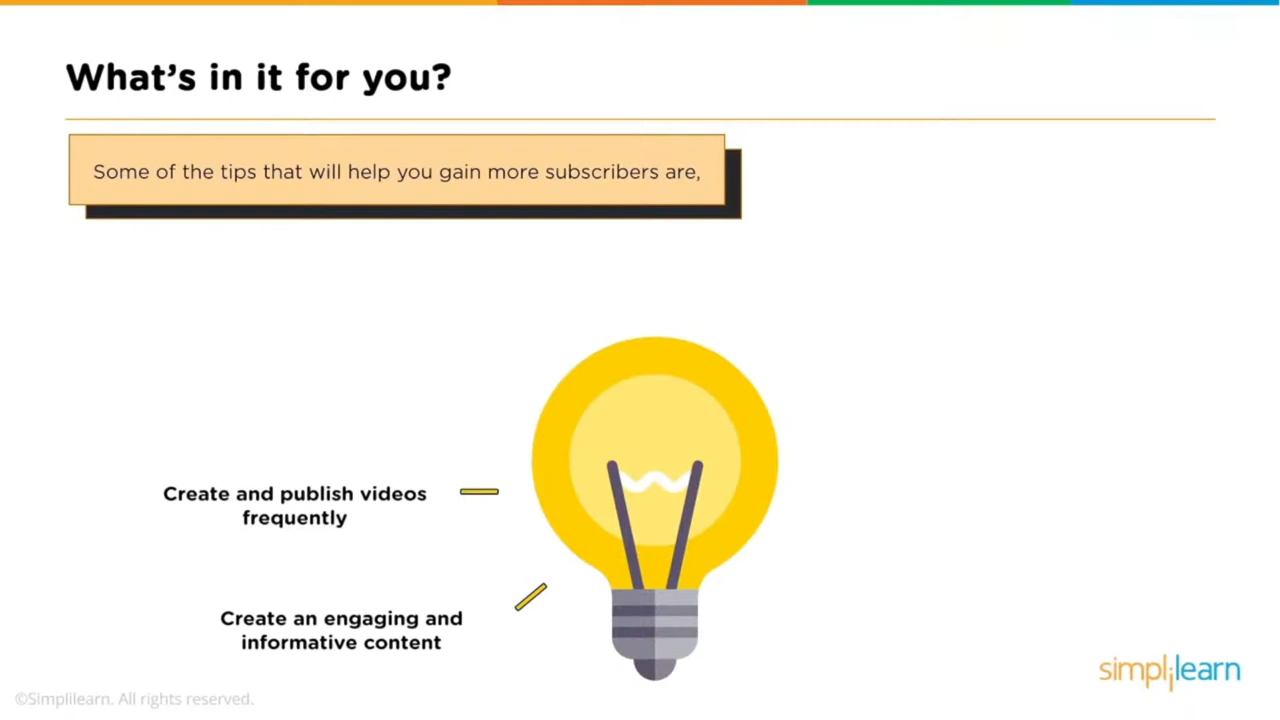 What's in it for you?
Some of the tips that will help you gain more subscribers are,
Create and publish videos
frequently
Create an engaging and
informative content
simplilearn
©Simplilearn. All rights reserved.